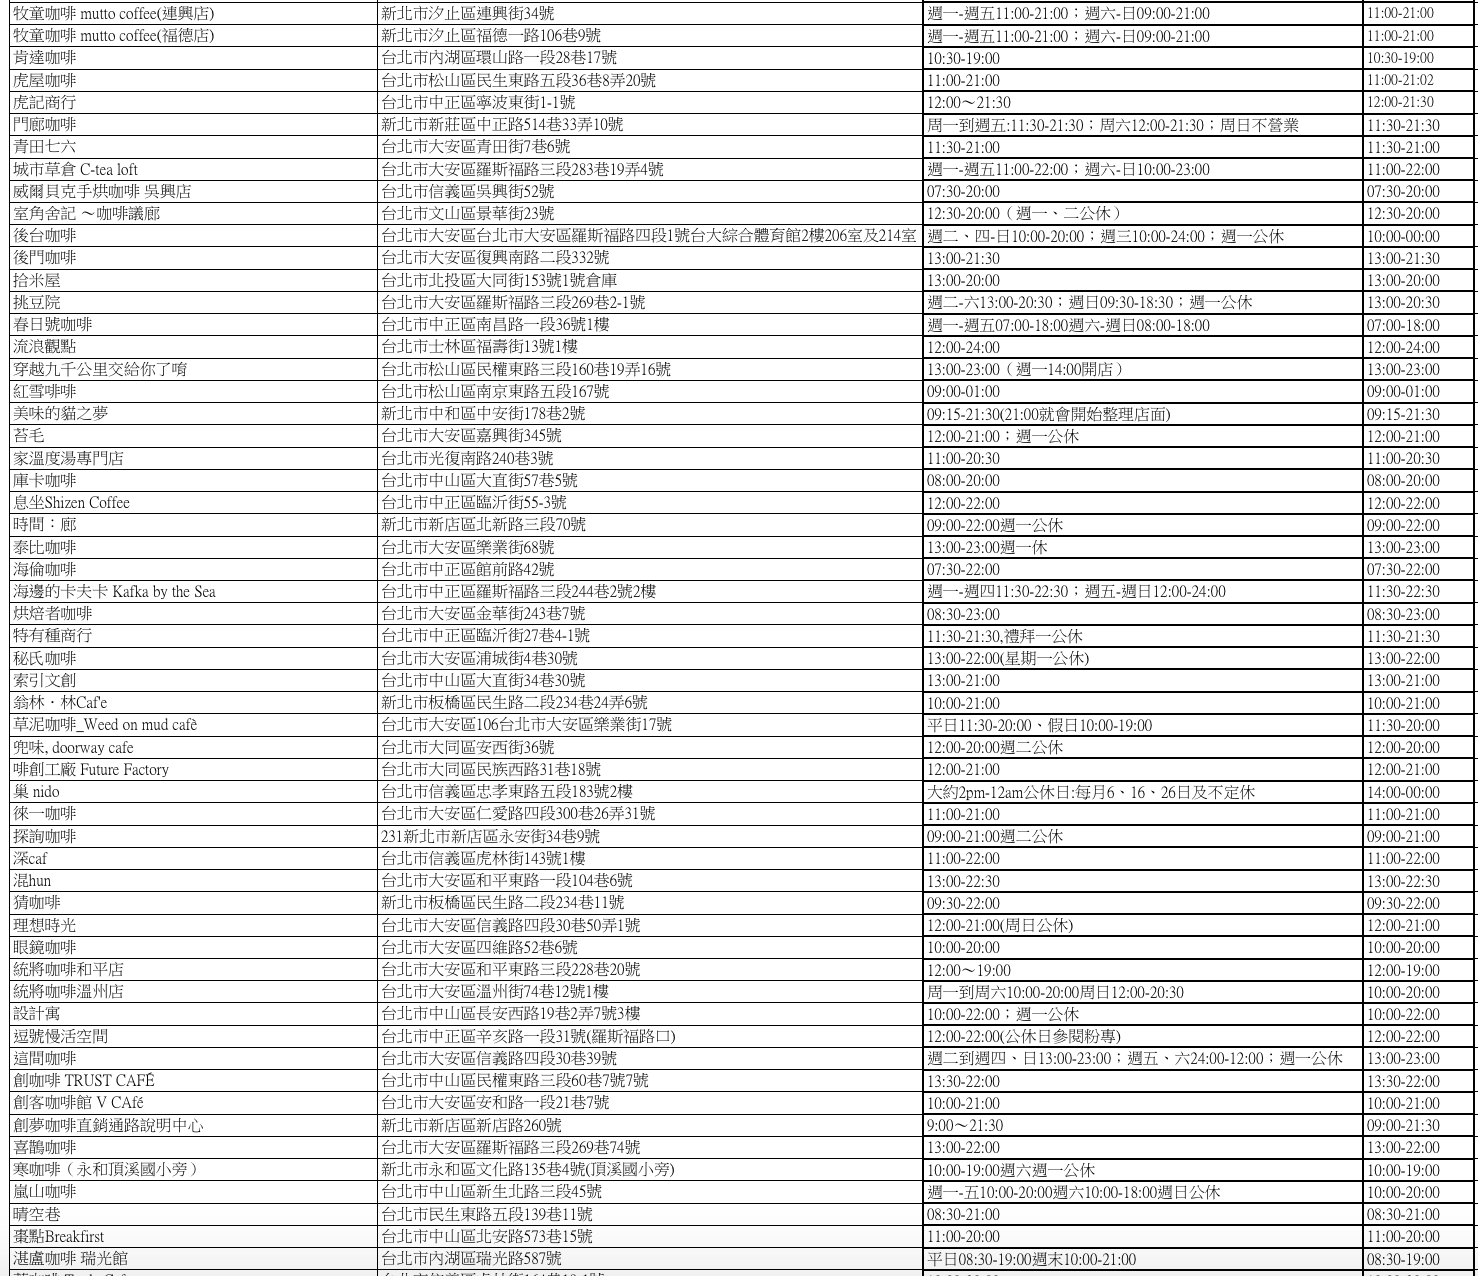 牧童咖啡 mutto coffee(連興店) 新北市汐止區連興街34號 週一-週五11:00-21:00；週六-日09:00-21:00 11:00-21:00
牧童咖啡 mutto coffee(福德店) 新北市汐止區福德一路106巷9號 週一-週五11:00-21:00；週六-日09:00-21:00 11:00-21:00
肯達咖啡 台北市內湖區環山路一段28巷17號 10:30-19:00 10:30-19:00
虎屋咖啡 台北市松山區民生東路五段36巷8弄20號 11:00-21:00 11:00-21:02
虎記商行 台北市中正區寧波東街1-1號 12:00～21:30 12:00-21:30
門廊咖啡 新北市新莊區中正路514巷33弄10號 周一到週五:11:30-21:30；周六12:00-21:30；周日不營業 11:30-21:30
青田七六 台北市大安區青田街7巷6號 11:30-21:00 11:30-21:00
城市草倉 C-tea loft 台北市大安區羅斯福路三段283巷19弄4號 週一-週五11:00-22:00；週六-日10:00-23:00 11:00-22:00
威爾貝克手烘咖啡 吳興店 台北市信義區吳興街52號 07:30-20:00 07:30-20:00
室角舍記 ～咖啡議廊 台北市文山區景華街23號 12:30-20:00（週一、二公休） 12:30-20:00
後台咖啡 台北市大安區台北市大安區羅斯福路四段1號台大綜合體育館2樓206室及214室 週二、四-日10:00-20:00；週三10:00-24:00；週一公休 10:00-00:00
後門咖啡 台北市大安區復興南路二段332號 13:00-21:30 13:00-21:30
拾米屋 台北市北投區大同街153號1號倉庫 13:00-20:00 13:00-20:00
挑豆院 台北市大安區羅斯福路三段269巷2-1號 週二-六13:00-20:30；週日09:30-18:30；週一公休 13:00-20:30
春日號咖啡 台北市中正區南昌路一段36號1樓 週一-週五07:00-18:00週六-週日08:00-18:00 07:00-18:00
流浪觀點 台北市士林區福壽街13號1樓 12:00-24:00 12:00-24:00
穿越九千公里交給你了唷 台北市松山區民權東路三段160巷19弄16號 13:00-23:00（週一14:00開店） 13:00-23:00
紅雪啡啡 台北市松山區南京東路五段167號 09:00-01:00 09:00-01:00
美味的貓之夢 新北市中和區中安街178巷2號 09:15-21:30(21:00就會開始整理店面) 09:15-21:30
苔毛 台北市大安區嘉興街345號 12:00-21:00；週一公休 12:00-21:00
家溫度湯專門店 台北市光復南路240巷3號 11:00-20:30 11:00-20:30
庫卡咖啡 台北市中山區大直街57巷5號 08:00-20:00 08:00-20:00
息坐Shizen Coffee 台北市中正區臨沂街55-3號 12:00-22:00 12:00-22:00
時間：廊 新北市新店區北新路三段70號 09:00-22:00週一公休 09:00-22:00
泰比咖啡 台北市大安區樂業街68號 13:00-23:00週一休 13:00-23:00
海倫咖啡 台北市中正區館前路42號 07:30-22:00 07:30-22:00
海邊的卡夫卡 Kafka by the Sea 台北市中正區羅斯福路三段244巷2號2樓 週一-週四11:30-22:30；週五-週日12:00-24:00 11:30-22:30
烘焙者咖啡 台北市大安區金華街243巷7號 08:30-23:00 08:30-23:00
特有種商行 台北市中正區臨沂街27巷4-1號 11:30-21:30,禮拜一公休 11:30-21:30
秘氏咖啡 台北市大安區浦城街4巷30號 13:00-22:00(星期一公休) 13:00-22:00
索引文創 台北市中山區大直街34巷30號 13:00-21:00 13:00-21:00
翁林．林Caf'e 新北市板橋區民生路二段234巷24弄6號 10:00-21:00 10:00-21:00
草泥咖啡_Weed on mud cafè 台北市大安區106台北市大安區樂業街17號 平日11:30-20:00、假日10:00-19:00 11:30-20:00
兜味, doorway cafe 台北市大同區安西街36號 12:00-20:00週二公休 12:00-20:00
啡創工廠 Future Factory 台北市大同區民族西路31巷18號 12:00-21:00 12:00-21:00
巢 nido 台北市信義區忠孝東路五段183號2樓 大約2pm-12am公休日:每月6、16、26日及不定休 14:00-00:00
徠一咖啡 台北市大安區仁愛路四段300巷26弄31號 11:00-21:00 11:00-21:00
探詢咖啡 231新北市新店區永安街34巷9號 09:00-21:00週二公休 09:00-21:00
深caf 台北市信義區虎林街143號1樓 11:00-22:00 11:00-22:00
混hun 台北市大安區和平東路一段104巷6號 13:00-22:30 13:00-22:30
猜咖啡 新北市板橋區民生路二段234巷11號 09:30-22:00 09:30-22:00
理想時光 台北市大安區信義路四段30巷50弄1號 12:00-21:00(周日公休) 12:00-21:00
眼鏡咖啡 台北市大安區四維路52巷6號 10:00-20:00 10:00-20:00
統將咖啡和平店 台北市大安區和平東路三段228巷20號 12:00～19:00 12:00-19:00
統將咖啡溫州店 台北市大安區溫州街74巷12號1樓 周一到周六10:00-20:00周日12:00-20:30 10:00-20:00
設計寓 台北市中山區長安西路19巷2弄7號3樓 10:00-22:00；週一公休 10:00-22:00
逗號慢活空間 台北市中正區辛亥路一段31號(羅斯福路口) 12:00-22:00(公休日參閱粉專) 12:00-22:00
這間咖啡 台北市大安區信義路四段30巷39號 週二到週四、日13:00-23:00；週五、六24:00-12:00；週一公休 13:00-23:00
創咖啡 TRUST CAFÉ 台北市中山區民權東路三段60巷7號7號 13:30-22:00 13:30-22:00
創客咖啡館 V CAfé 台北市大安區安和路一段21巷7號 10:00-21:00 10:00-21:00
創夢咖啡直銷通路說明中心 新北市新店區新店路260號 9:00～21:30 09:00-21:30
喜鵲咖啡 台北市大安區羅斯福路三段269巷74號 13:00-22:00 13:00-22:00
寒咖啡（永和頂溪國小旁） 新北市永和區文化路135巷4號(頂溪國小旁) 10:00-19:00週六週一公休 10:00-19:00
嵐山咖啡 台北市中山區新生北路三段45號 週一-五10:00-20:00週六10:00-18:00週日公休 10:00-20:00
晴空巷 台北市民生東路五段139巷11號 08:30-21:00 08:30-21:00
棗點Breakfirst 台北市中山區北安路573巷15號 11:00-20:00 11:00-20:00
湛盧咖啡 瑞光館 台北市內湖區瑞光路587號 平日08:30-19:00週末10:00-21:00 08:30-19:00